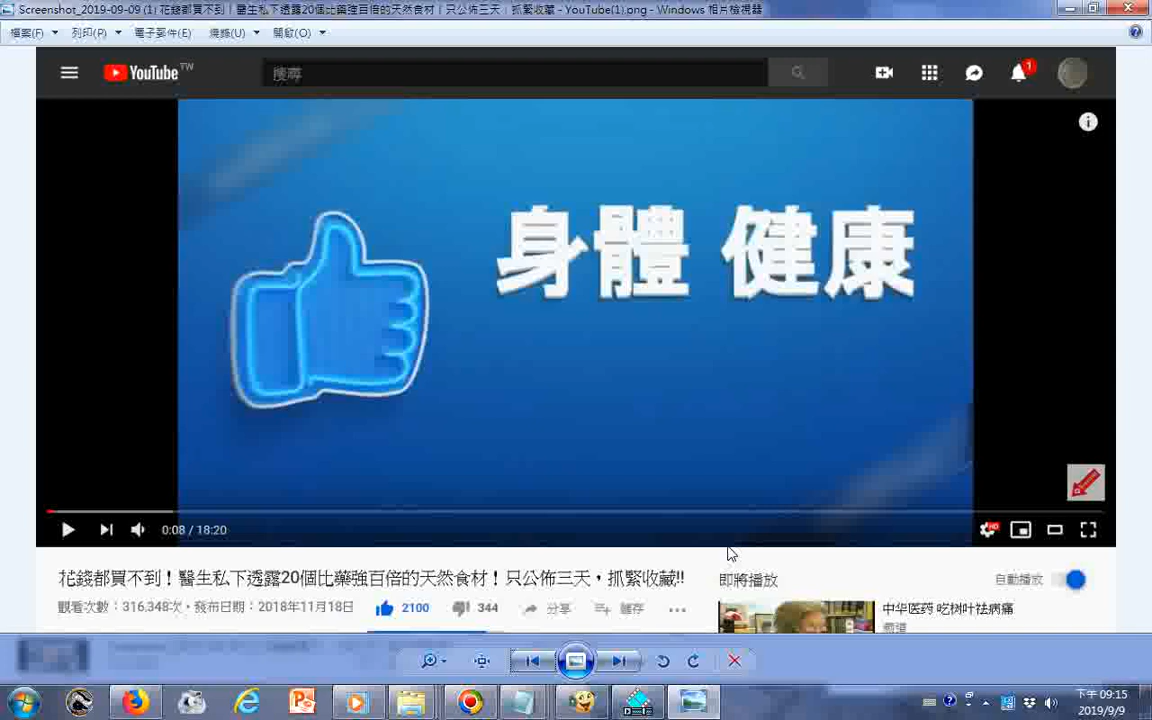 Screenshot_2019-09-09 (1) 花錢都買不到！醫生私下透露20個比藥強百倍的天然食材！只公佈三天，抓緊收藏 - YouTube(1).png - Windows 相片檢視器
檔案(F) 列印(P) 電子郵件(E) 燒錄(U) 開啟(O)
YouTube TW 搜尋 1
身體 健康
0:08 / 18:20 HD
花錢都買不到！醫生私下透露20個比藥強百倍的天然食材！只公佈三天，抓緊收藏!!
即將播放 自動播放
觀看次數：316,348次 • 發布日期：2018年11月18日 2100 344 分享 儲存
中华医药 吃树叶祛病痛
下午 09:15
2019/9/9